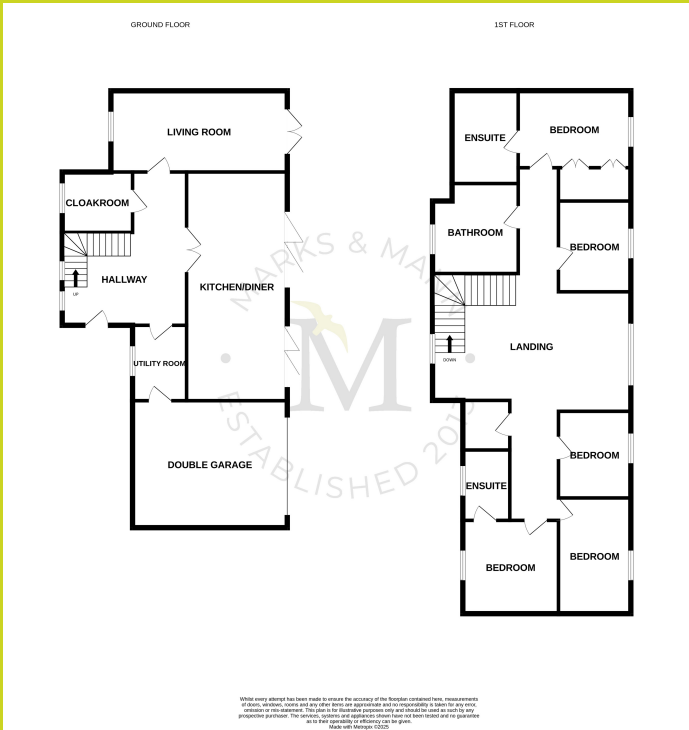 GROUND FLOOR
1ST FLOOR
LIVING ROOM
CLOAKROOM
HALLWAY
UP
KITCHEN/DINER
UTILITY ROOM
DOUBLE GARAGE
ENSUITE
BEDROOM
BATHROOM
BEDROOM
LANDING
DOWN
BEDROOM
ENSUITE
BEDROOM
BEDROOM
MARKS & MANN
M
ESTABLISHED 2013
Whilst every attempt has been made to ensure the accuracy of the floorplan contained here, measurements
of doors, windows, rooms and any other items are approximate and no responsibility is taken for any error,
omission or mis-statement. This plan is for illustrative purposes only and should be used as such by any
prospective purchaser. The services, systems and appliances shown have not been tested and no guarantee
as to their operability or efficiency can be given.
Made with Metropix ©2025